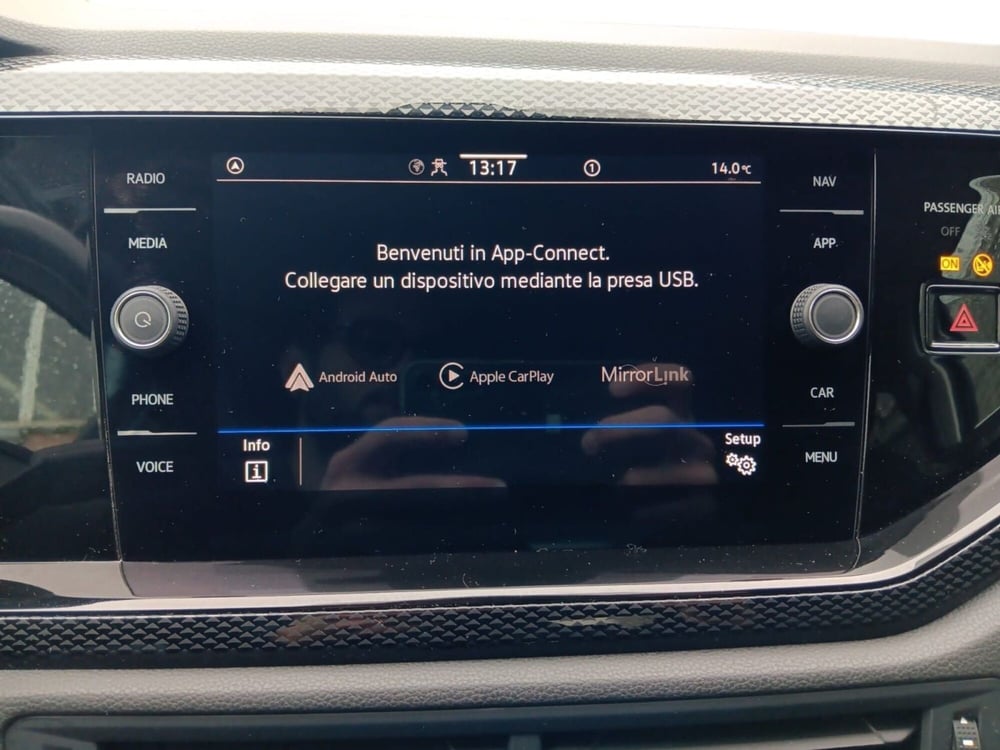 RADIO
MEDIA
PHONE
VOICE
13:17
1
14.0°C
Benvenuti in App-Connect.
Collegare un dispositivo mediante la presa USB.
Android Auto
Apple CarPlay
MirrorLink
Info
i
Setup
NAV
APP
CAR
MENU
PASSENGER
OFF
ON